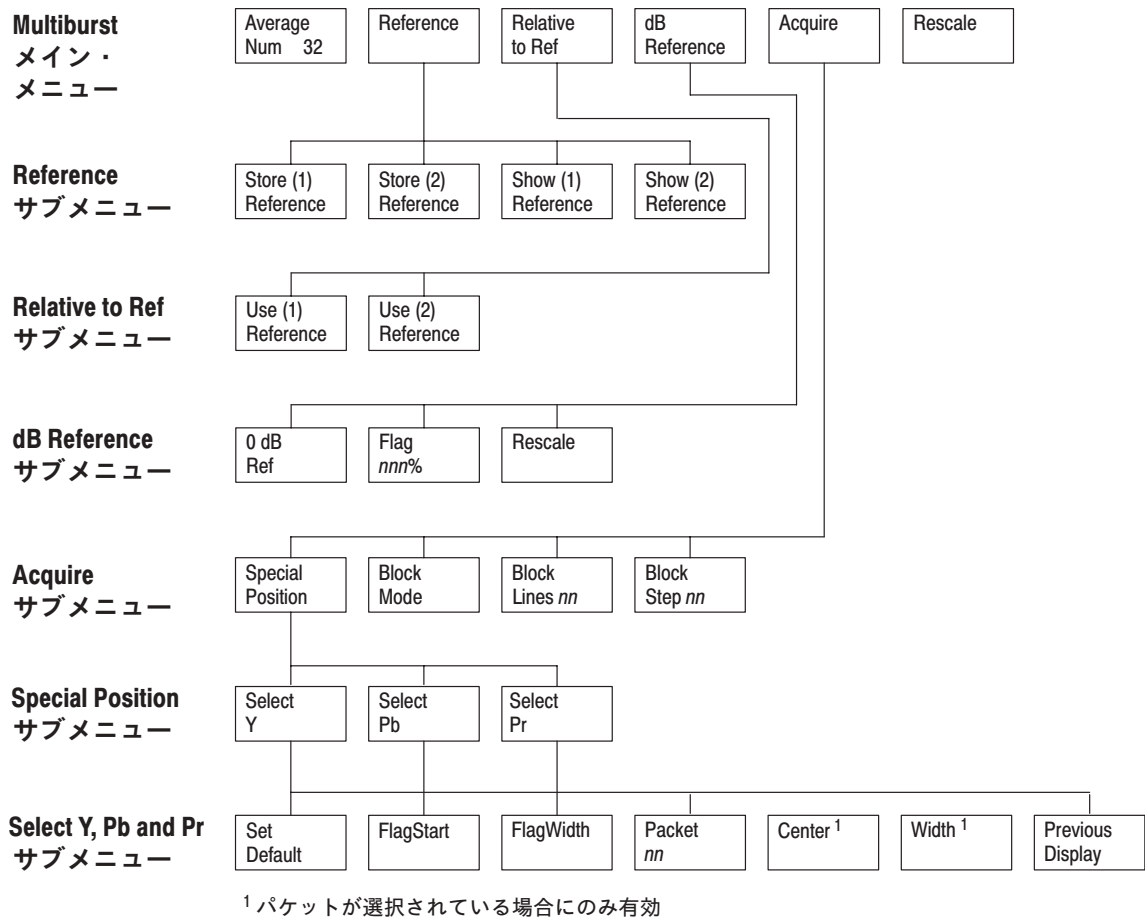 Multiburst
メイン・
メニュー
Average
Num 32
Reference
Relative
to Ref
dB
Reference
Acquire
Rescale
Reference
サブメニュー
Store (1)
Reference
Store (2)
Reference
Show (1)
Reference
Show (2)
Reference
Relative to Ref
サブメニュー
Use (1)
Reference
Use (2)
Reference
dB Reference
サブメニュー
0 dB
Ref
Flag
nnn%
Rescale
Acquire
サブメニュー
Special
Position
Block
Mode
Block
Lines nn
Block
Step nn
Special Position
サブメニュー
Select
Y
Select
Pb
Select
Pr
Select Y, Pb and Pr
サブメニュー
Set
Default
FlagStart
FlagWidth
Packet
nn
Center 1
Width 1
Previous
Display
1 パケットが選択されている場合にのみ有効